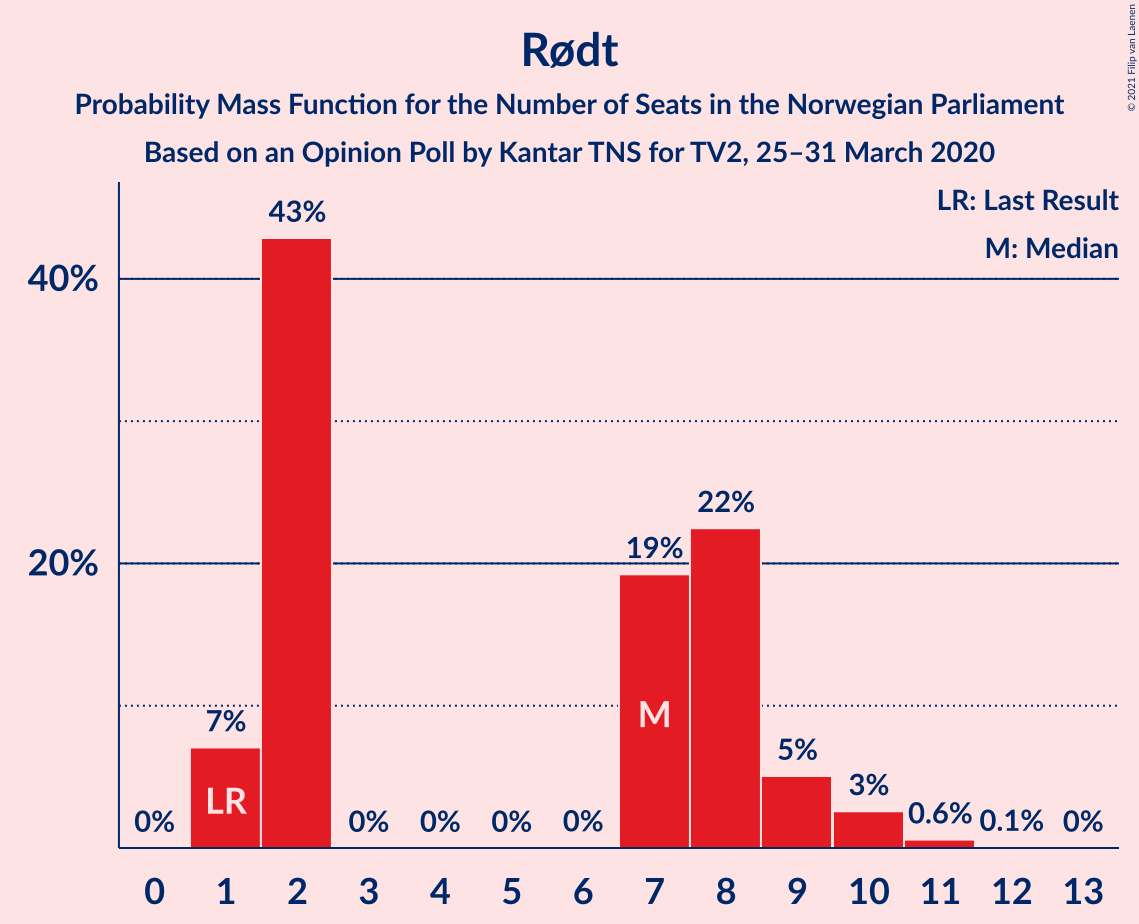 Rødt
Probability Mass Function for the Number of Seats in the Norwegian Parliament
Based on an Opinion Poll by Kantar TNS for TV2, 25–31 March 2020
© 2021 Filip van Laenen
LR: Last Result
M: Median
40%
20%
0%
7%
43%
0%
0%
0%
0%
19%
22%
5%
3%
0.6%
0.1%
0%
LR
M
0 1 2 3 4 5 6 7 8 9 10 11 12 13